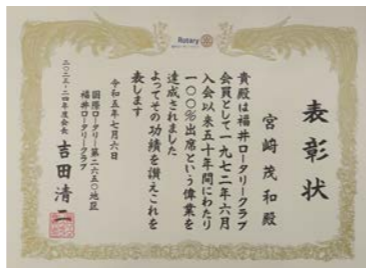 Rotary
表彰状
宮﨑茂和殿
貴殿は福井ロータリークラブ
会員として一九七二年六月
入会以来五十年間にわたり
一〇〇%出席という偉業を
達成されました
よってその功績を讃えこれを
表します
令和五年七月六日
国際ロータリー第二六五〇地区
福井ロータリークラブ
二〇二三-二四年度会長 吉田清二